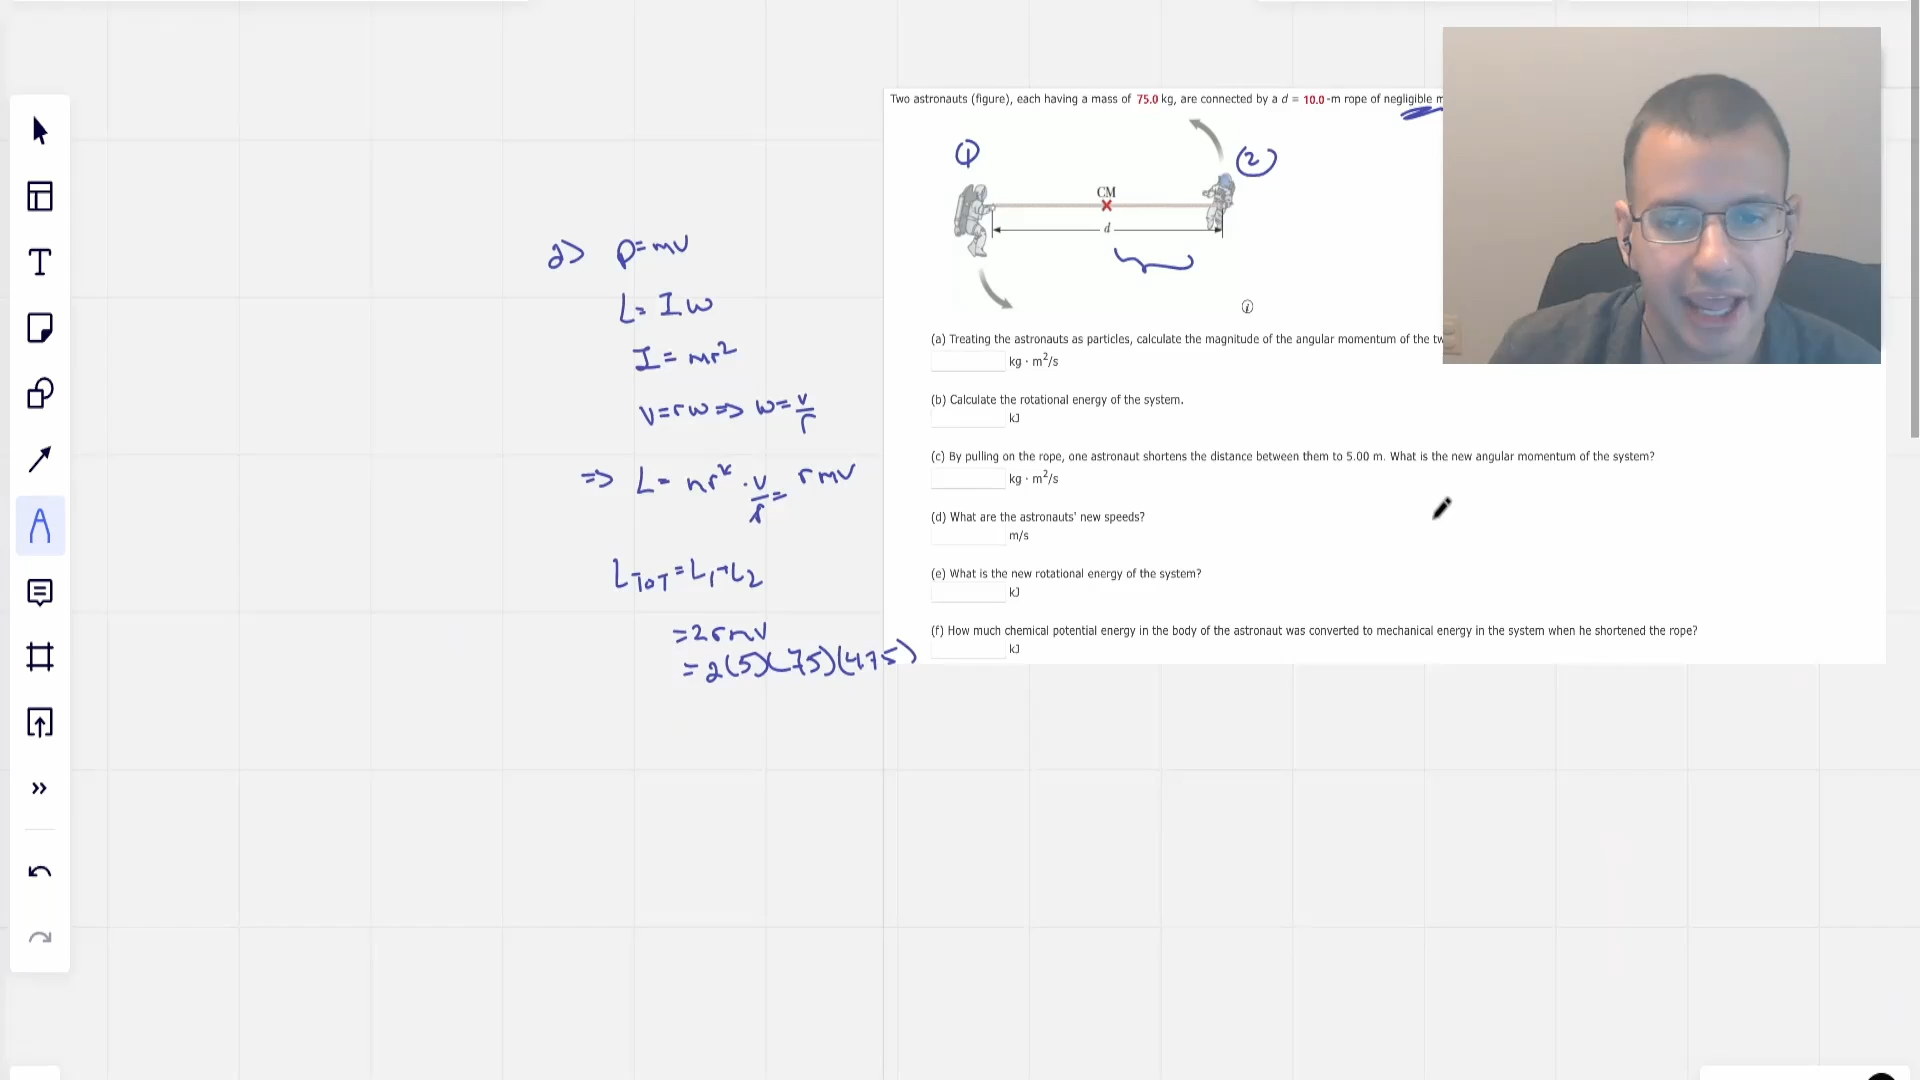 Two astronauts (figure), each having a mass of 75.0 kg, are connected by a d = 10.0-m rope of negligible m
①
②
CM
d
(a) Treating the astronauts as particles, calculate the magnitude of the angular momentum of the tw
kg · m²/s
(b) Calculate the rotational energy of the system.
kJ
(c) By pulling on the rope, one astronaut shortens the distance between them to 5.00 m. What is the new angular momentum of the system?
kg · m²/s
(d) What are the astronauts' new speeds?
m/s
(e) What is the new rotational energy of the system?
kJ
(f) How much chemical potential energy in the body of the astronaut was converted to mechanical energy in the system when he shortened the rope?
kJ
a> p=mv
L= Iw
I = mr²
v=rw => w=v/r
=> L= mr² · v/r = rmv
L_TOT = L₁+L₂
=2rmv
=2(5)(75)(4.75)